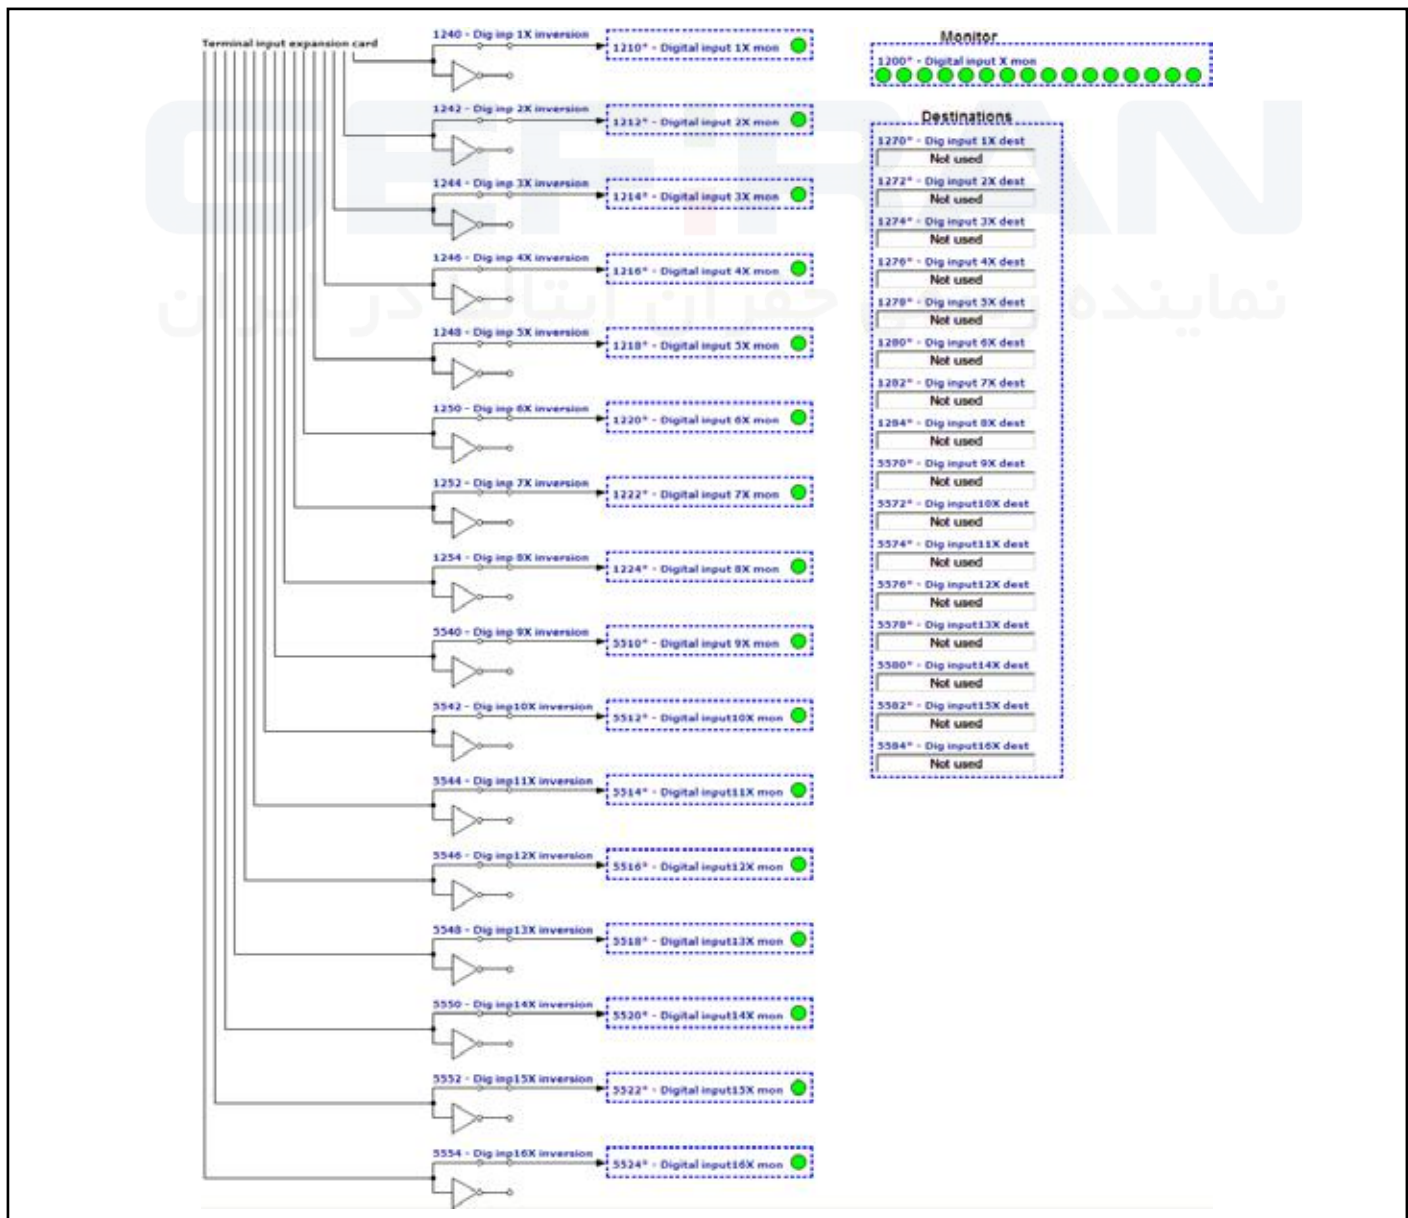 Terminal input expansion card
1240 - Dig inp 1X inversion
1210* - Digital input 1X mon
1242 - Dig inp 2X inversion
1212* - Digital input 2X mon
1244 - Dig inp 3X inversion
1214* - Digital input 3X mon
1246 - Dig inp 4X inversion
1216* - Digital input 4X mon
1248 - Dig inp 5X inversion
1218* - Digital input 5X mon
1250 - Dig inp 6X inversion
1220* - Digital input 6X mon
1252 - Dig inp 7X inversion
1222* - Digital input 7X mon
1254 - Dig inp 8X inversion
1224* - Digital input 8X mon
5540 - Dig inp 9X inversion
5510* - Digital input 9X mon
5542 - Dig inp10X inversion
5512* - Digital input10X mon
5544 - Dig inp11X inversion
5514* - Digital input11X mon
5546 - Dig inp12X inversion
5516* - Digital input12X mon
5548 - Dig inp13X inversion
5518* - Digital input13X mon
5550 - Dig inp14X inversion
5520* - Digital input14X mon
5552 - Dig inp15X inversion
5522* - Digital input15X mon
5554 - Dig inp16X inversion
5524* - Digital input16X mon
Monitor
1200* - Digital input X mon
Destinations
1270* - Dig input 1X dest
Not used
1272* - Dig input 2X dest
Not used
1274* - Dig input 3X dest
Not used
1276* - Dig input 4X dest
Not used
1278* - Dig input 5X dest
Not used
1280* - Dig input 6X dest
Not used
1282* - Dig input 7X dest
Not used
1284* - Dig input 8X dest
Not used
5570* - Dig input 9X dest
Not used
5572* - Dig input10X dest
Not used
5574* - Dig input11X dest
Not used
5576* - Dig input12X dest
Not used
5578* - Dig input13X dest
Not used
5580* - Dig input14X dest
Not used
5582* - Dig input15X dest
Not used
5584* - Dig input16X dest
Not used
GEFRAN
نماینده رسمی جفران ایتالیا در ایران